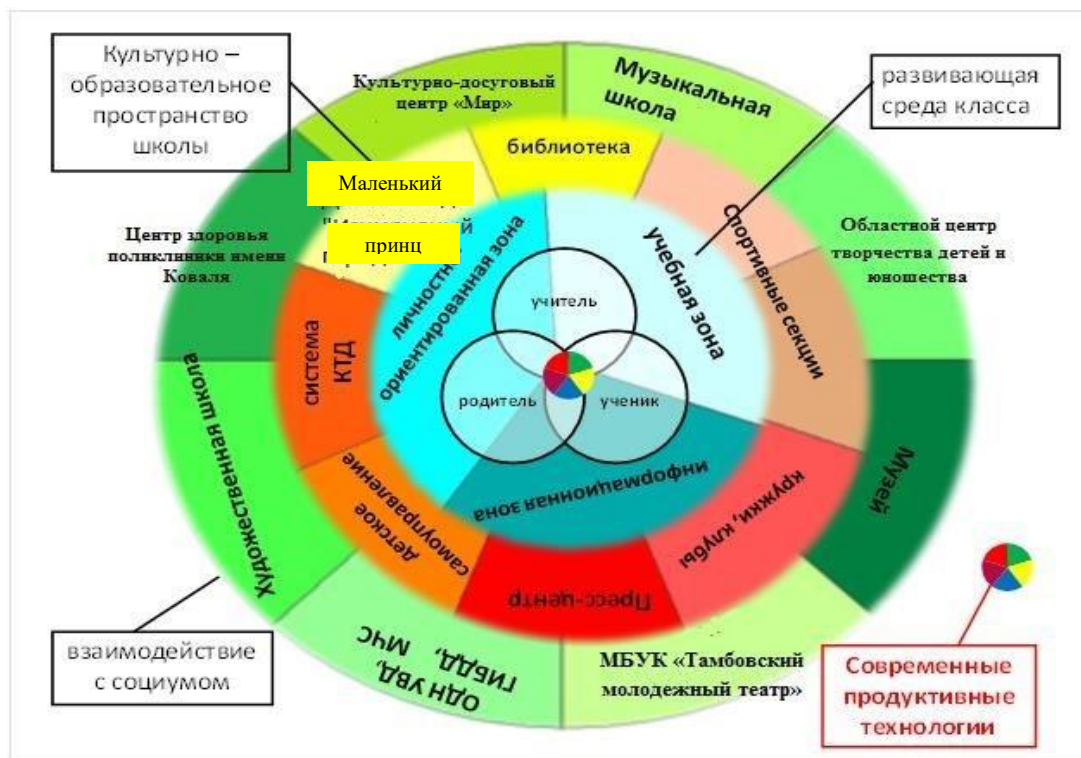 Культурно –
образовательное
пространство
школы
Культурно-досуговый
центр «Мир»
Музыкальная
школа
развивающая
среда класса
библиотека
Маленький
принц
Спортивные секции
Областной центр
творчества детей и
юношества
Центр здоровья
поликлиники имени
Коваля
личностно
ориентированная зона
учебная зона
учитель
родитель
ученик
система
КТД
информационная зона
Художественная школа
детское
самоуправление
Пресс-центр
кружки, клубы
Музей
ОДН УВД,
ГИБДД, МЧС
МБУК «Тамбовский
молодежный театр»
взаимодействие
с социумом
Современные
продуктивные
технологии